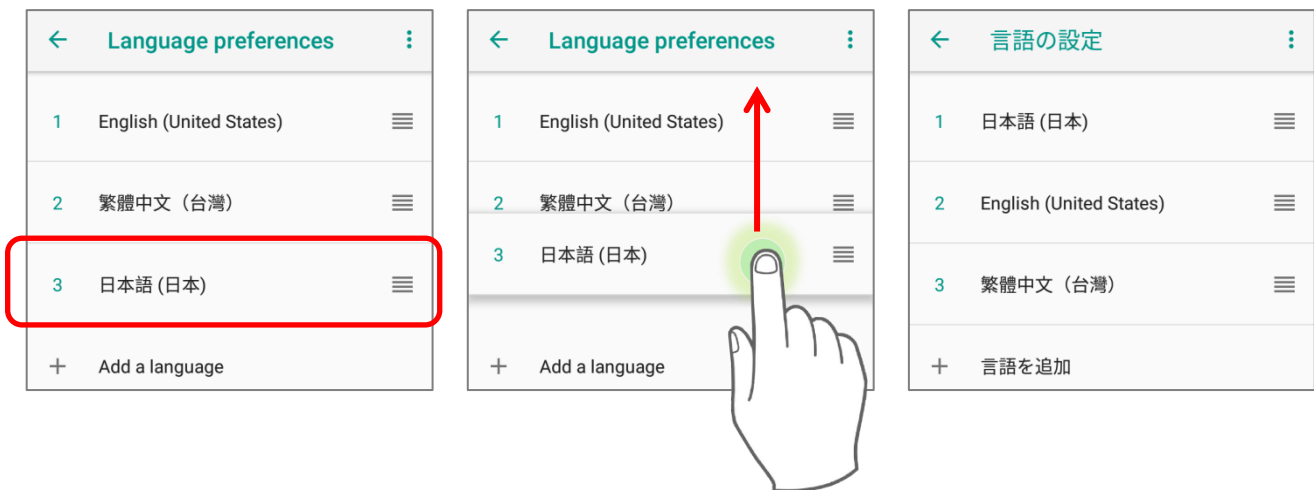 Language preferences
1 English (United States)
2 繁體中文（台灣）
3 日本語 (日本)
+ Add a language
Language preferences
1 English (United States)
2 繁體中文（台灣）
3 日本語 (日本)
+ Add a language
言語の設定
1 日本語 (日本)
2 English (United States)
3 繁體中文（台灣）
+ 言語を追加